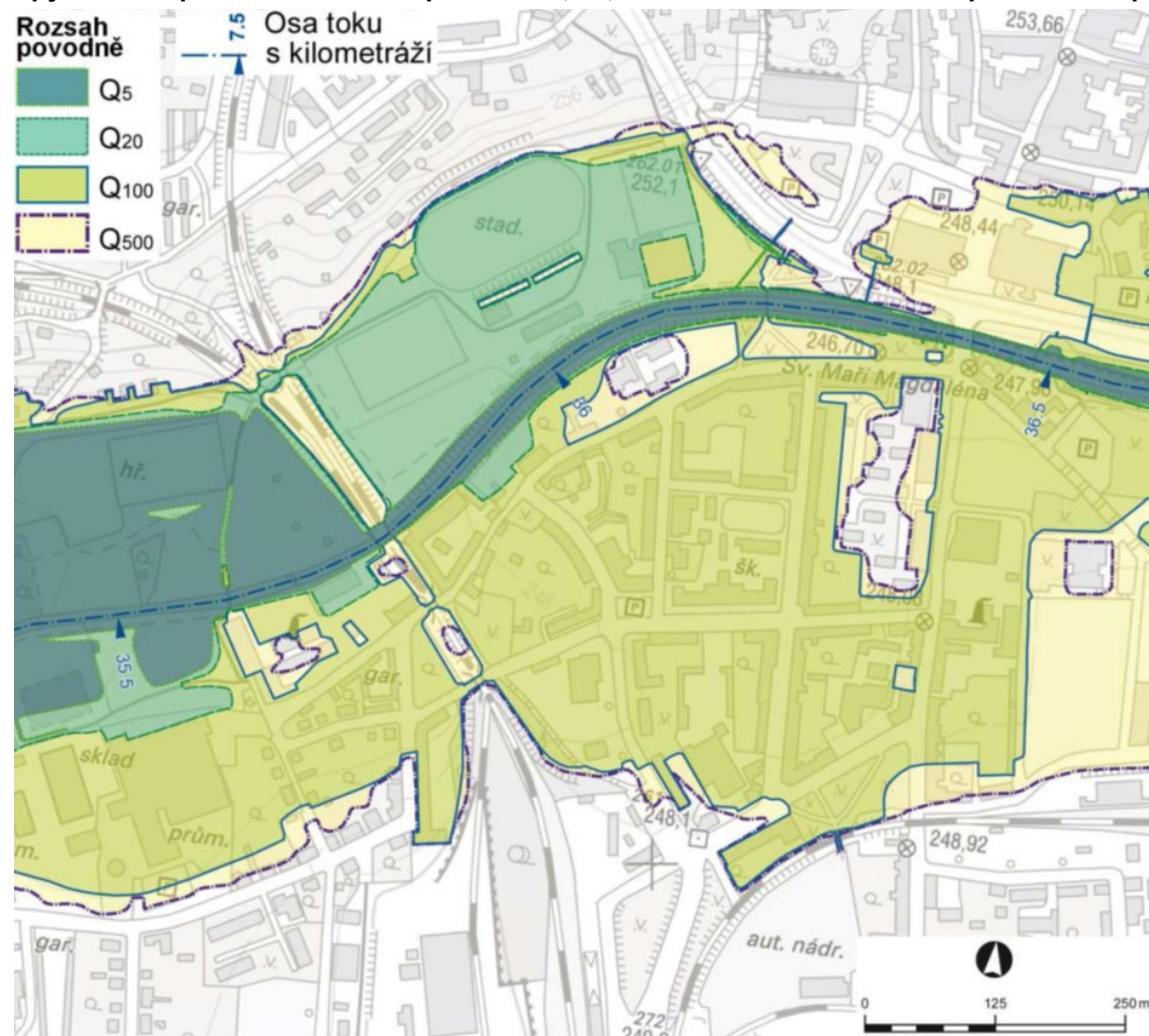 Rozsah
povodně
Q5
Q20
Q100
Q500
7.5
Osa toku
s kilometráží
253,66
256
gar.
262.01
252,1
stad.
P
250,14
P
248,44
P
246,70
Sv. Maří Magdaléna
247,96
36.5
36
P
hř.
šk.
P
248
35.5
gar.
sklad
prům.
m.
248,1
248,92
aut. nádr.
gar.
272
0
125
250 m